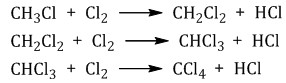 CH₃Cl + Cl₂ ⟶ CH₂Cl₂ + HCl
CH₂Cl₂ + Cl₂ ⟶ CHCl₃ + HCl
CHCl₃ + Cl₂ ⟶ CCl₄ + HCl